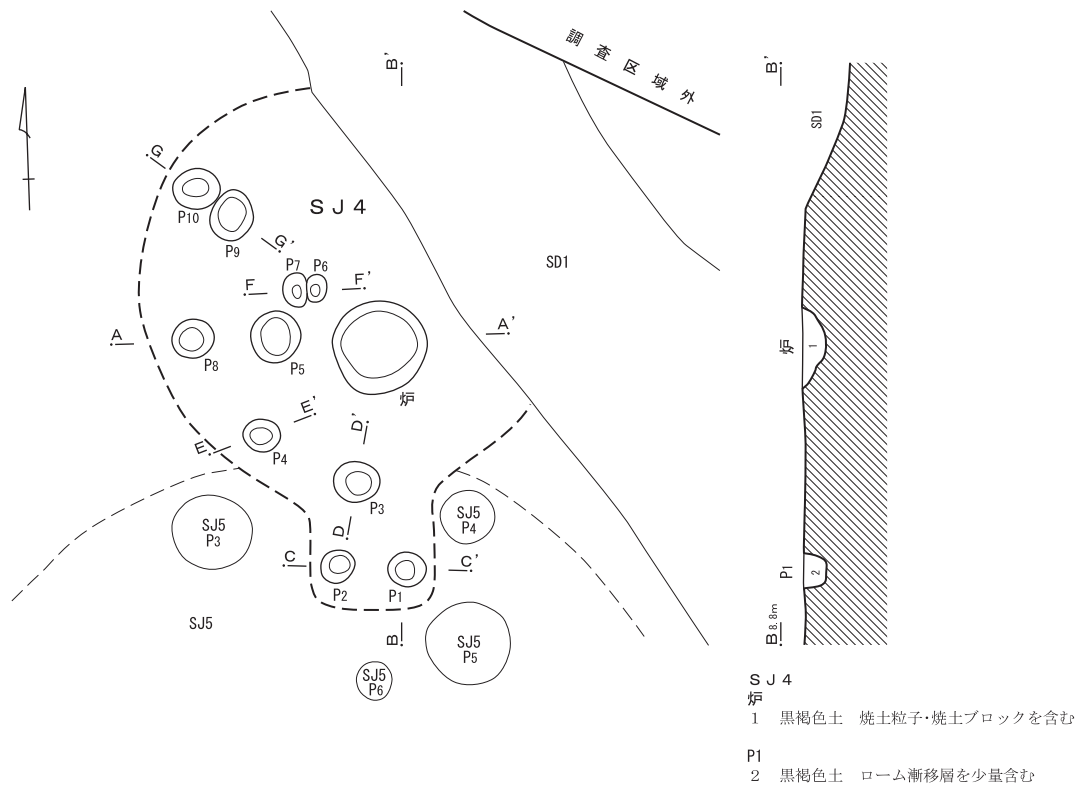 調査区域外
B'
B'
SD1
G
P10
P9
SJ4
G'
SD1
P7
P6
F
F'
A
A'
P8
P5
炉
炉
1
E'
D'
E
P4
P3
SJ5
P3
SJ5
P4
D
C
C'
P2
P1
P1
2
SJ5
B
SJ5
P5
SJ5
P6
B 8.8m
SJ4
炉
1 黒褐色土 焼土粒子・焼土ブロックを含む
P1
2 黒褐色土 ローム漸移層を少量含む